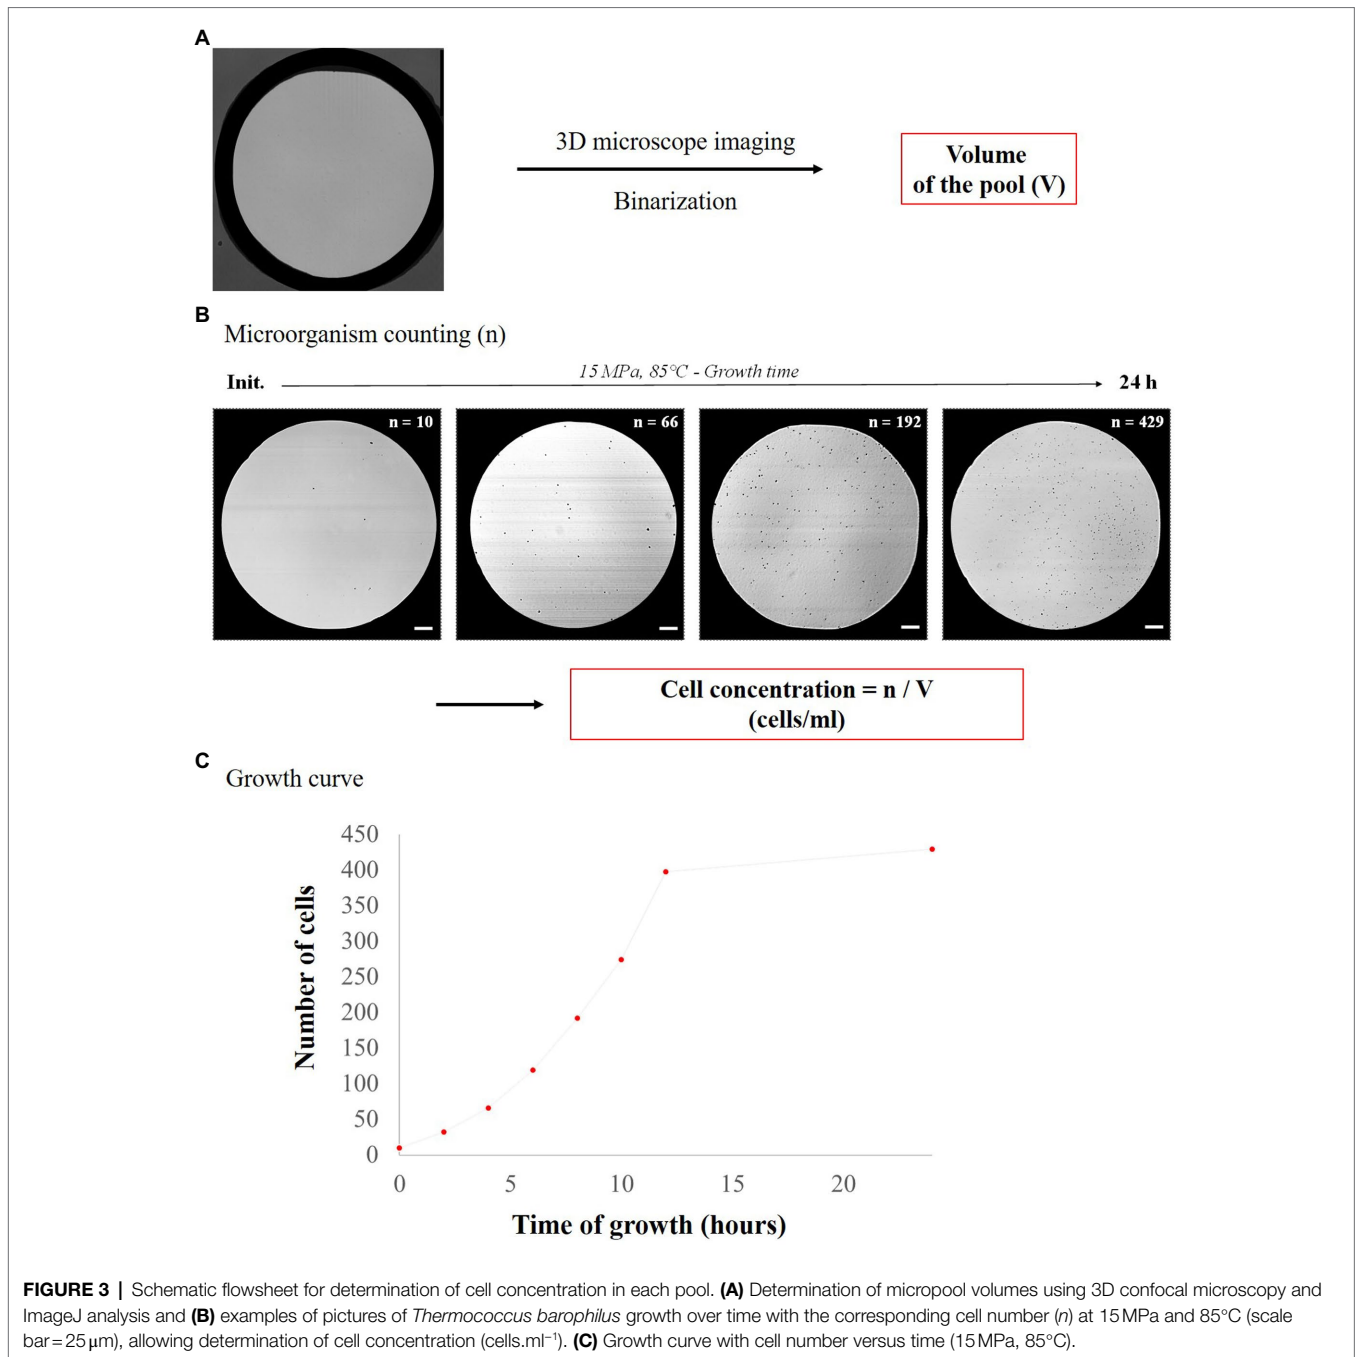 A
3D microscope imaging
Binarization
Volume
of the pool (V)
B
Microorganism counting (n)
Init.
15 MPa, 85°C - Growth time
24 h
n = 10
n = 66
n = 192
n = 429
Cell concentration = n / V
(cells/ml)
C
Growth curve
450
400
350
300
250
200
150
100
50
0
Number of cells
0
5
10
15
20
Time of growth (hours)
FIGURE 3 | Schematic flowsheet for determination of cell concentration in each pool. (A) Determination of micropool volumes using 3D confocal microscopy and
ImageJ analysis and (B) examples of pictures of Thermococcus barophilus growth over time with the corresponding cell number (n) at 15 MPa and 85°C (scale
bar = 25 μm), allowing determination of cell concentration (cells.ml⁻¹). (C) Growth curve with cell number versus time (15 MPa, 85°C).